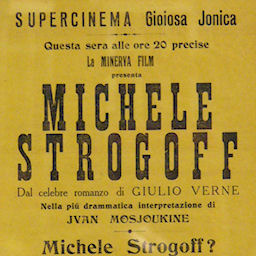 SUPERCINEMA Gioiosa Jonica
Questa sera alle ore 20 precise
La MINERVA FILM
presenta
MICHELE
STROGOFF
Dal celebre romanzo di GIULIO VERNE
Nella più drammatica interpretazione di
JVAN MOSJOUKINE
Michele Strogoff?